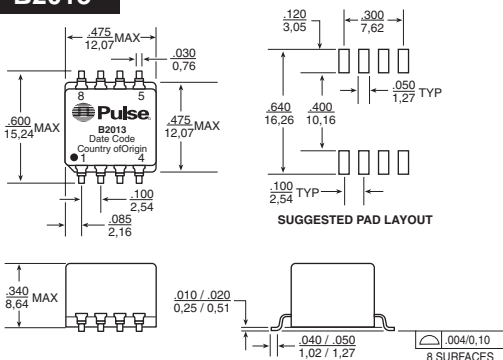 B2013
.475
12,07 MAX
.030
0,76
8 5
Pulse
B2013
Date Code
Country ofOrigin
1 4
.600
15,24 MAX
.475
12,07 MAX
.100
2,54
.085
2,16
.120
3,05
.300
7,62
.050
1,27 TYP
.640
16,26
.400
10,16
.100
2,54 TYP
SUGGESTED PAD LAYOUT
.340
8,64 MAX
.010 / .020
0,25 / 0,51
.040 / .050
1,02 / 1,27
.004/0,10
8 SURFACES